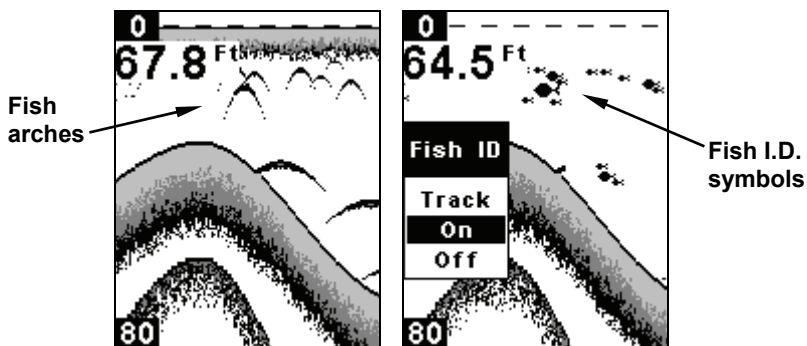 Fish
arches
0
67.8 Ft
80
0
64.5 Ft
Fish ID
Track
On
Off
80
Fish I.D.
symbols